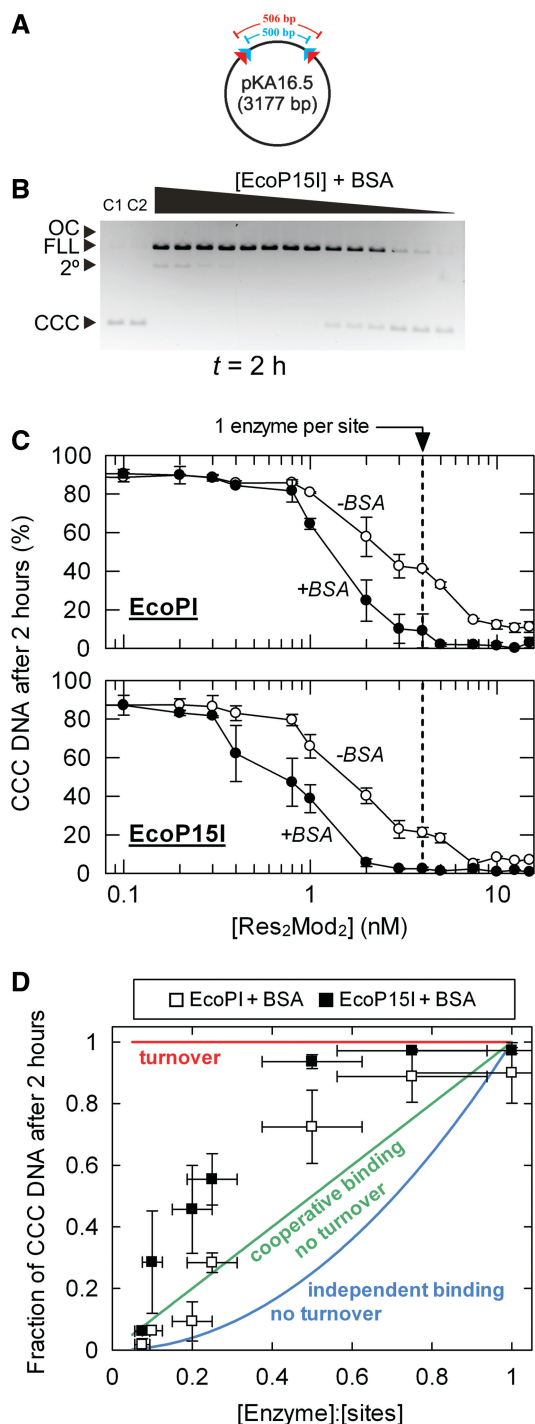 A
506 bp
500 bp
pKA16.5
(3177 bp)
B
[EcoP15I] + BSA
C1 C2
OC
FLL
2º
CCC
t = 2 h
C
1 enzyme per site
100
80
60
40
20
0
-BSA
+BSA
EcoPI
CCC DNA after 2 hours (%)
100
80
60
40
20
0
-BSA
+BSA
EcoP15I
0.1 1 10
[Res₂Mod₂] (nM)
D
EcoPI + BSA EcoP15I + BSA
Fraction of CCC DNA after 2 hours
1
0.8
0.6
0.4
0.2
0
turnover
cooperative binding
no turnover
independent binding
no turnover
0 0.2 0.4 0.6 0.8 1
[Enzyme]:[sites]